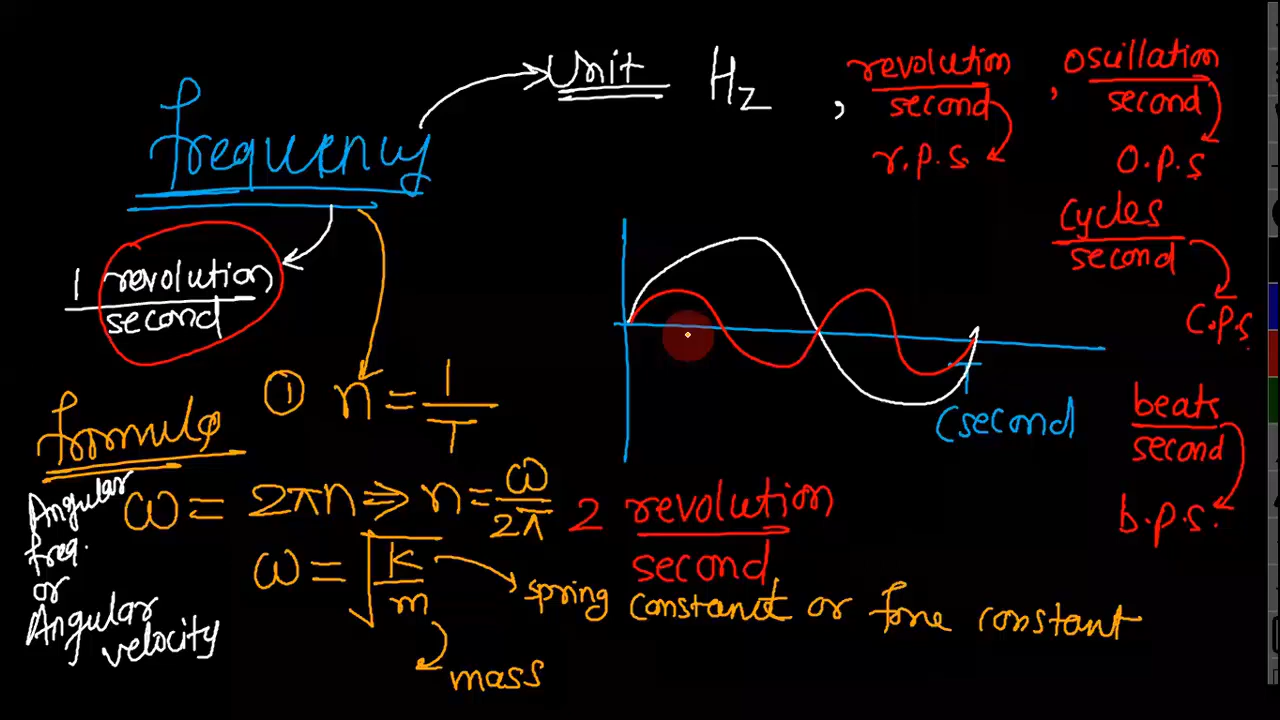 frequency
Unit Hz , revolution/second , oscillation/second
r.p.s
o.p.s
cycles/second
c.p.s.
beats/second
b.p.s.
1 revolution/second
① n = 1/T
formula
ω = 2πn ⇒ n = ω/2π
Angular
freq.
or
Angular
velocity
ω = √k/m
spring constant or force constant
mass
2 revolution/second